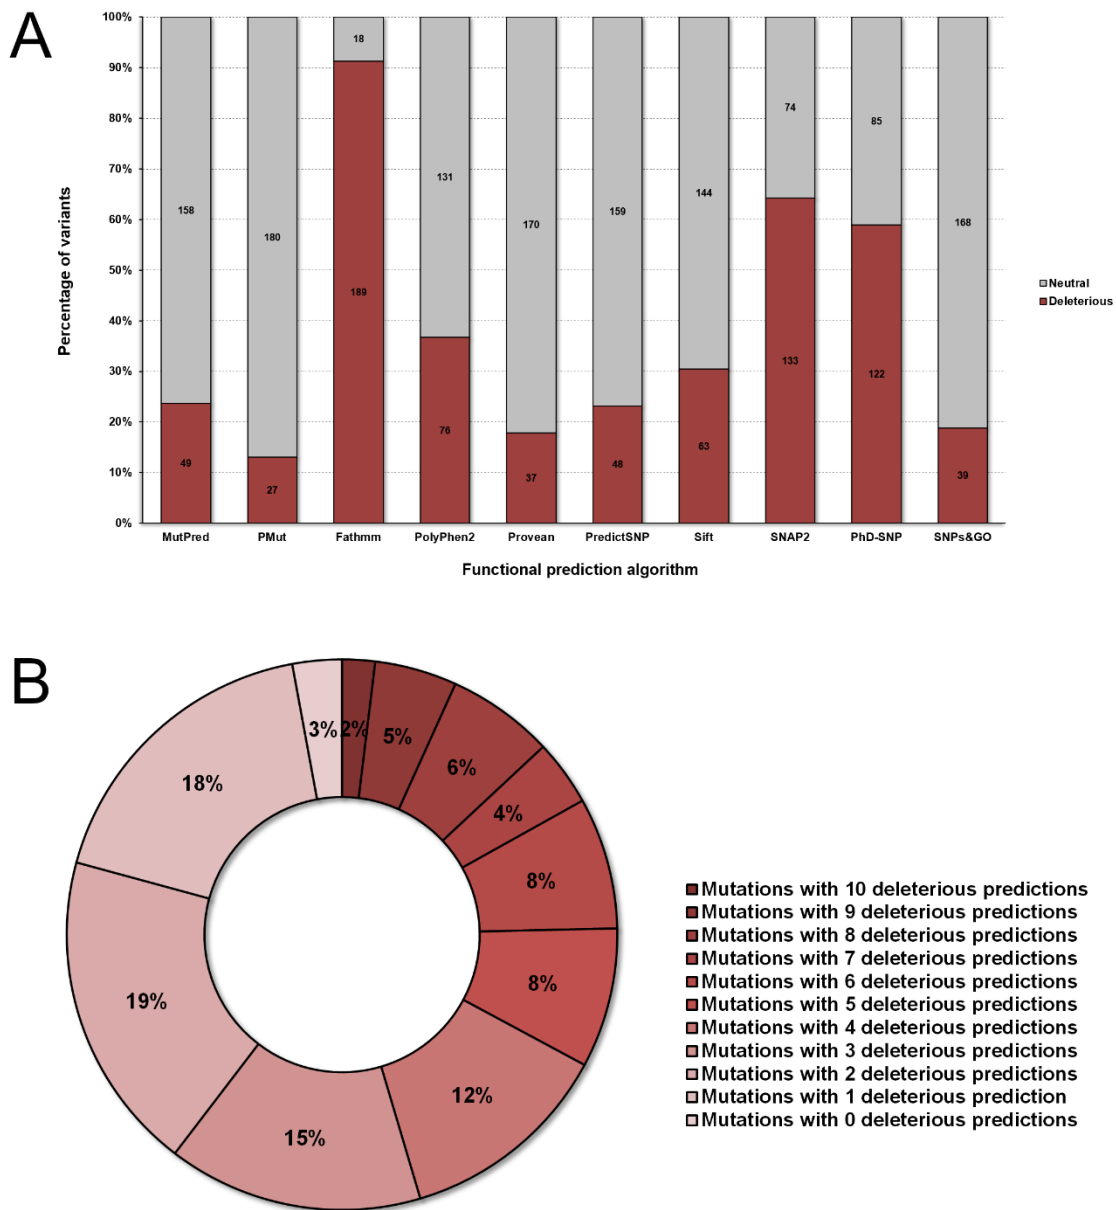 A
100%
90%
80%
70%
60%
50%
40%
30%
20%
10%
0%
Percentage of variants
158
180
18
131
170
159
144
74
85
168
49
27
189
76
37
48
63
133
122
39
MutPred
PMut
Fathmm
PolyPhen2
Provean
PredictSNP
Sift
SNAP2
PhD-SNP
SNPs&GO
Functional prediction algorithm
Neutral
Deleterious
B
2%
5%
6%
4%
8%
8%
12%
15%
19%
18%
3%
Mutations with 10 deleterious predictions
Mutations with 9 deleterious predictions
Mutations with 8 deleterious predictions
Mutations with 7 deleterious predictions
Mutations with 6 deleterious predictions
Mutations with 5 deleterious predictions
Mutations with 4 deleterious predictions
Mutations with 3 deleterious predictions
Mutations with 2 deleterious predictions
Mutations with 1 deleterious prediction
Mutations with 0 deleterious predictions